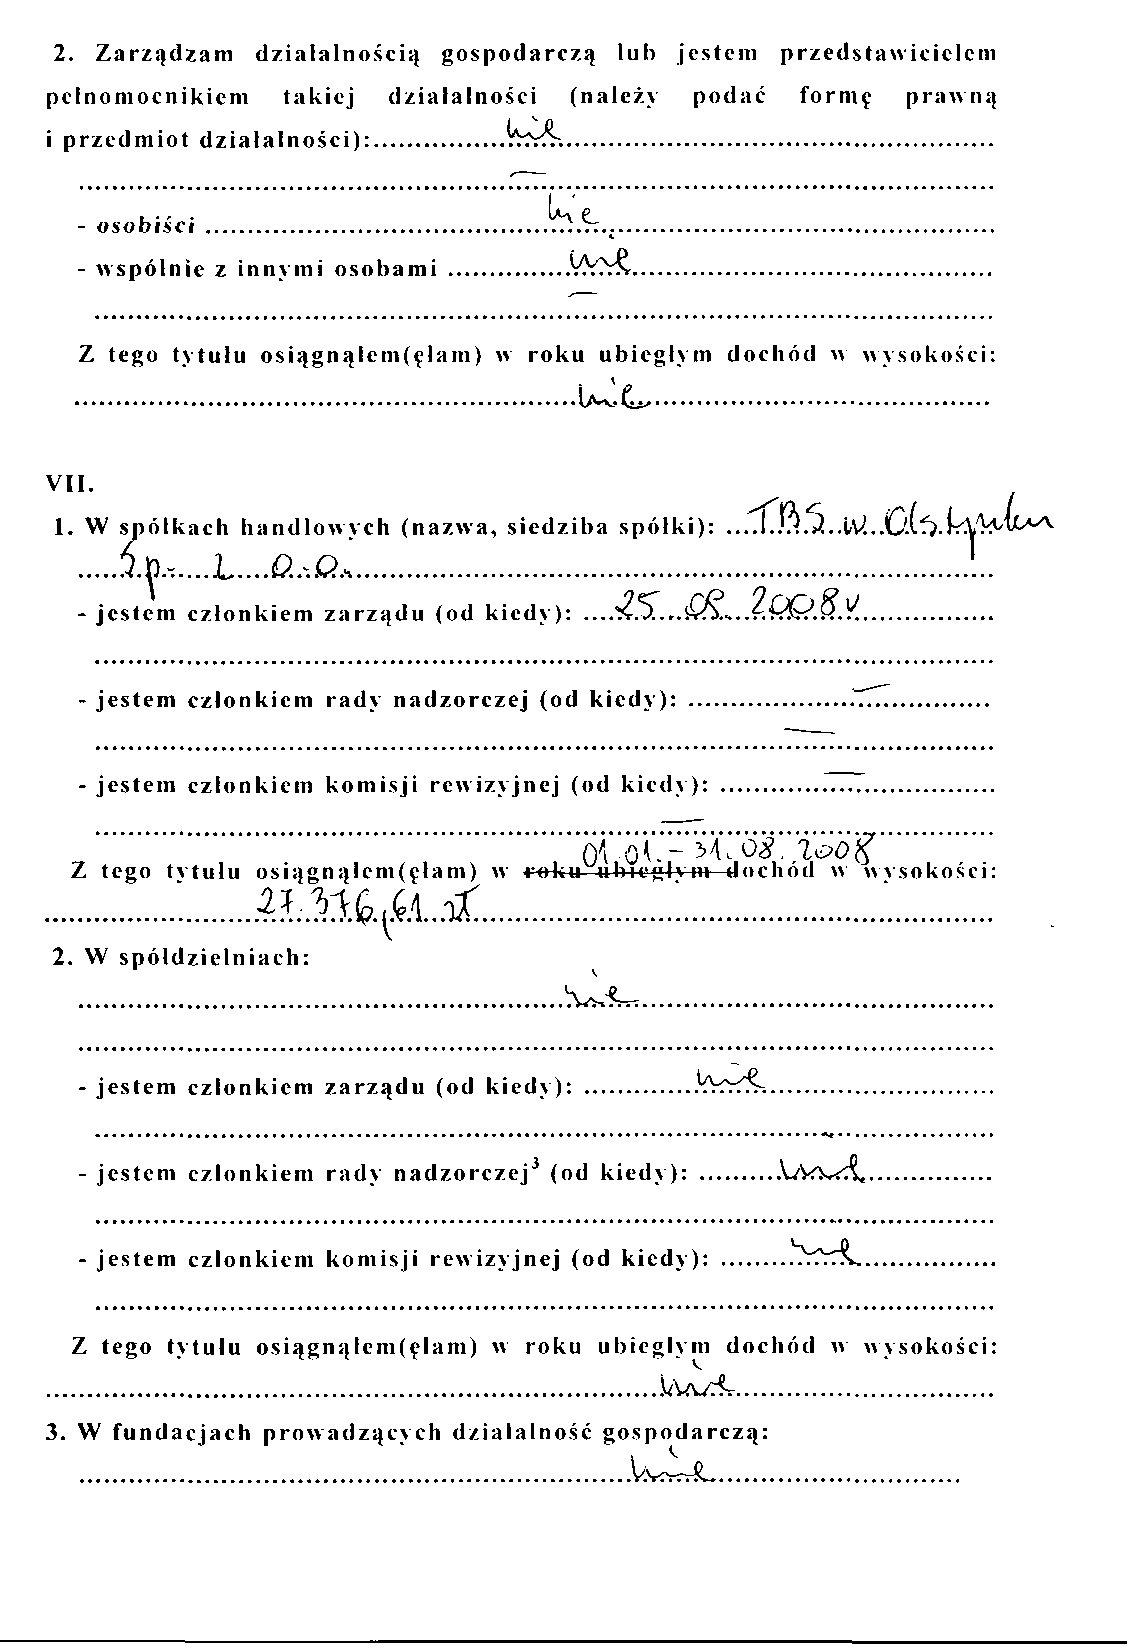 2. Zarządzam działalnością gospodarczą lub jestem przedstawicielem
pełnomocnikiem takiej działalności (należy podać formę prawną
i przedmiot działalności):...............nie...............
...............—...............
- osobiści ...............nie...............
- wspólnie z innymi osobami ...............nie...............
...............—...............
Z tego tytułu osiągnąłem(ęłam) w roku ubiegłym dochód w wysokości:
...............nie...............
VII.
1. W spółkach handlowych (nazwa, siedziba spółki): ...TBS w Olsztynku
.....Sp. z o.o...............
- jestem członkiem zarządu (od kiedy): ....25.08.2008 r...............
..............................
- jestem członkiem rady nadzorczej (od kiedy): ...............—...............
...............—...............
- jestem członkiem komisji rewizyjnej (od kiedy): ...............—...............
...............—...............
01.01.-31.08.2008
Z tego tytułu osiągnąłem(ęłam) w roku ubiegłym dochód w wysokości:
...............27.376,61 zł...............
2. W spółdzielniach:
...............nie...............
..............................
- jestem członkiem zarządu (od kiedy): ...............nie...............
..............................
- jestem członkiem rady nadzorczej³ (od kiedy): .........nie...............
..............................
- jestem członkiem komisji rewizyjnej (od kiedy): .........nie...............
..............................
Z tego tytułu osiągnąłem(ęłam) w roku ubiegłym dochód w wysokości:
...............nie...............
3. W fundacjach prowadzących działalność gospodarczą:
...............nie...............